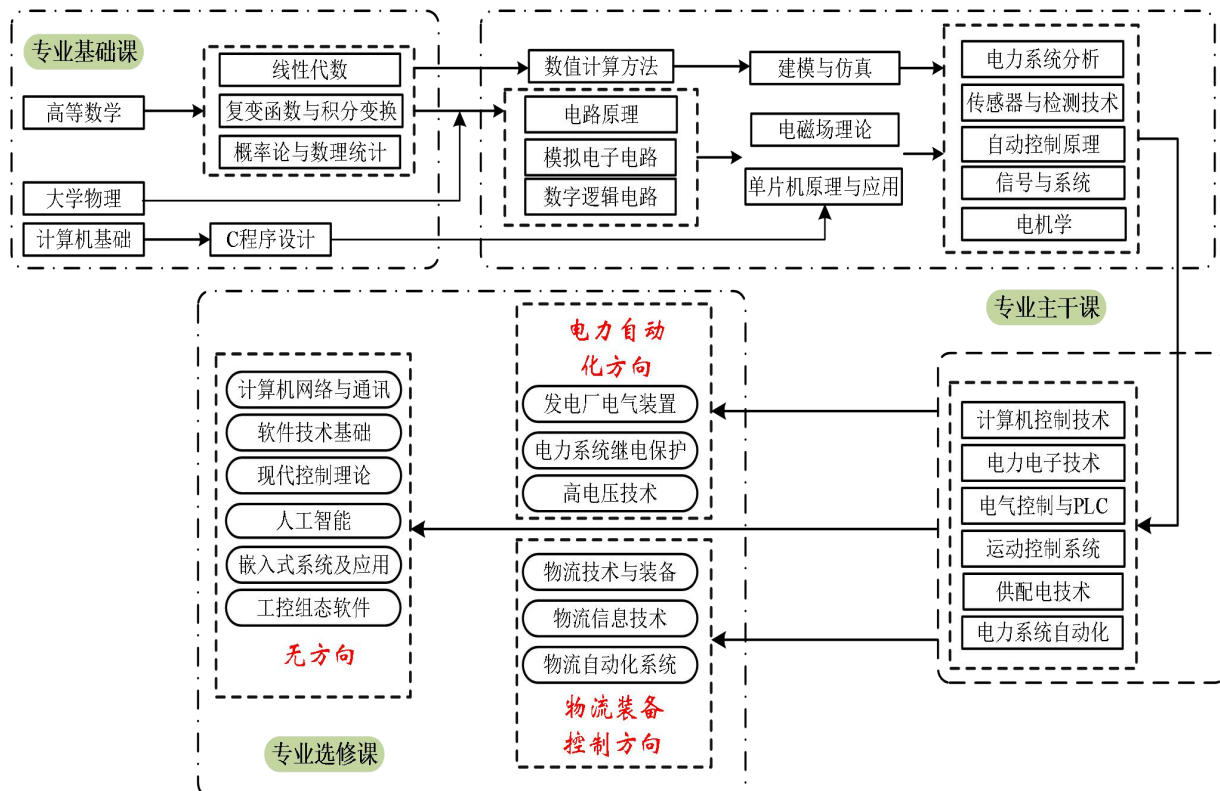 专业基础课
高等数学
线性代数
复变函数与积分变换
概率论与数理统计
大学物理
计算机基础
C程序设计
数值计算方法
建模与仿真
电路原理
模拟电子电路
数字逻辑电路
电磁场理论
单片机原理与应用
电力系统分析
传感器与检测技术
自动控制原理
信号与系统
电机学
专业主干课
计算机控制技术
电力电子技术
电气控制与PLC
运动控制系统
供配电技术
电力系统自动化
电力自动
化方向
发电厂电气装置
电力系统继电保护
高电压技术
物流技术与装备
物流信息技术
物流自动化系统
物流装备
控制方向
计算机网络与通讯
软件技术基础
现代控制理论
人工智能
嵌入式系统及应用
工控组态软件
无方向
专业选修课